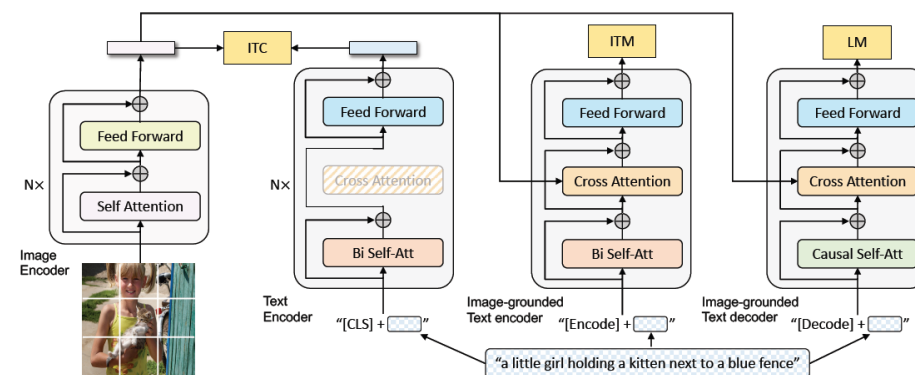 ITC
ITM
LM
Feed Forward
Self Attention
N×
Image
Encoder
Feed Forward
Cross Attention
Bi Self-Att
N×
Text
Encoder
"[CLS] + "
Feed Forward
Cross Attention
Bi Self-Att
Image-grounded
Text encoder
"[Encode] + "
Feed Forward
Cross Attention
Causal Self-Att
Image-grounded
Text decoder
"[Decode] + "
"a little girl holding a kitten next to a blue fence"